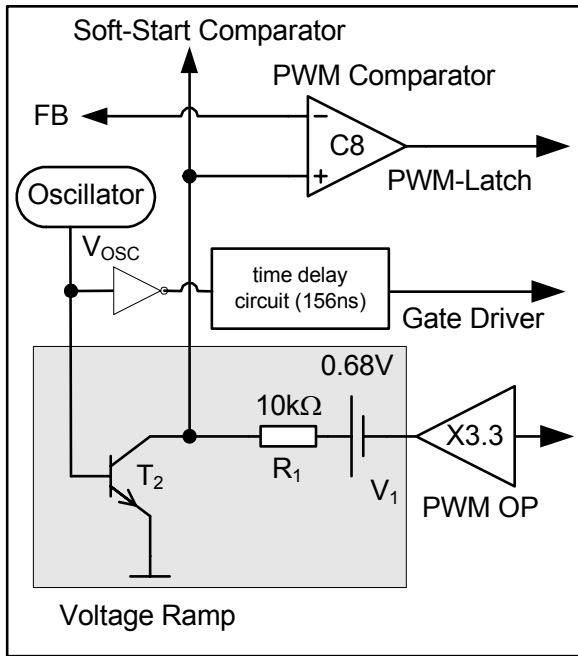 Soft-Start Comparator
PWM Comparator
FB
−
C8
+
PWM-Latch
Oscillator
VOSC
time delay
circuit (156ns)
Gate Driver
0.68V
10kΩ
X3.3
R1
T2
V1
PWM OP
Voltage Ramp